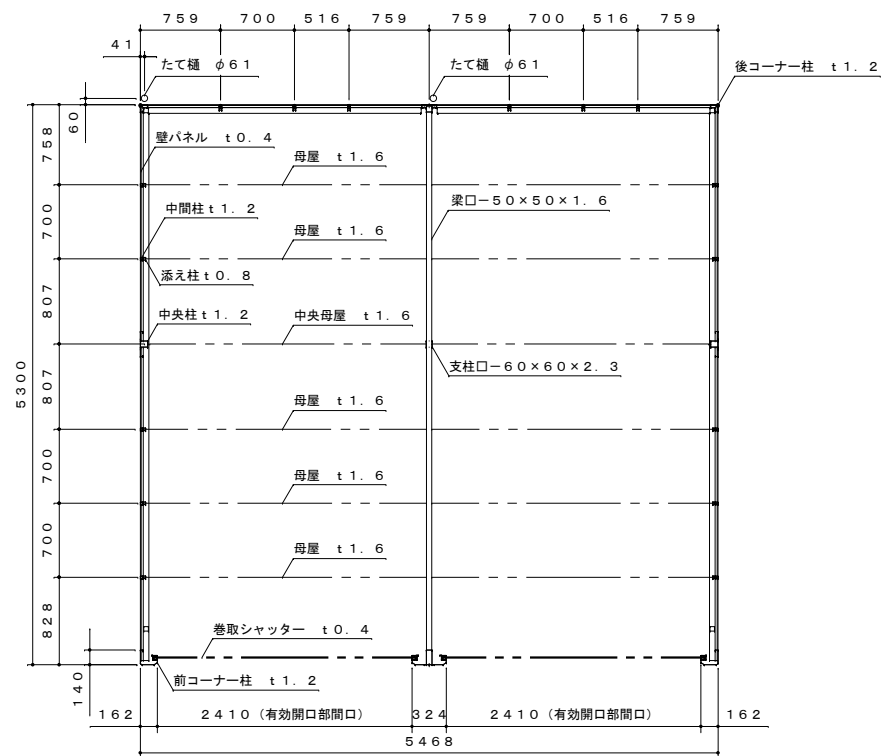 759 700 516 759 759 700 516 759
41
たて樋 φ61 たて樋 φ61
後コーナー柱 t1.2
60
758
壁パネル t0.4
母屋 t1.6
中間柱t1.2
梁口-50×50×1.6
700
母屋 t1.6
添え柱t0.8
807
中央柱t1.2
中央母屋 t1.6
支柱口-60×60×2.3
5300
807
母屋 t1.6
700
母屋 t1.6
700
母屋 t1.6
828
巻取シャッター t0.4
140
前コーナー柱 t1.2
162 2410(有効開口部間口) 324 2410(有効開口部間口) 162
5468